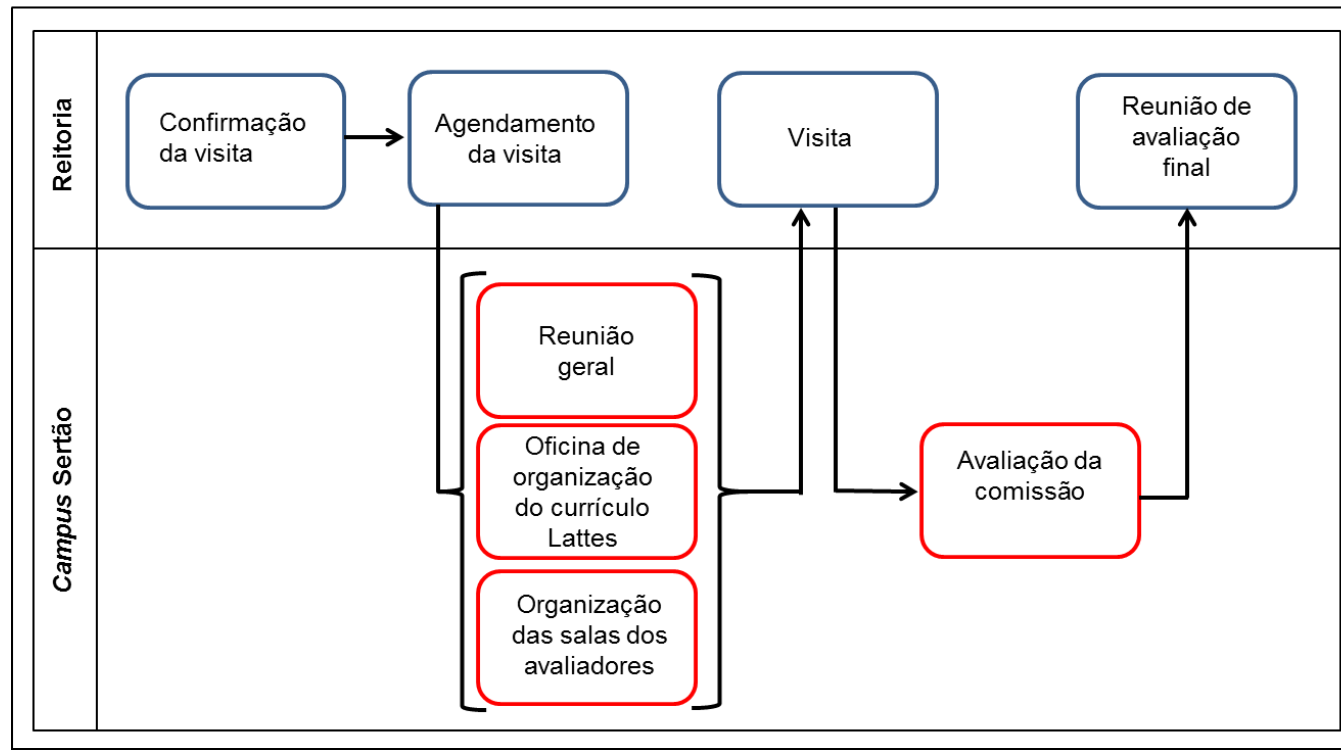 Reitoria
Confirmação
da visita
Agendamento
da visita
Visita
Reunião de
avaliação
final
Campus Sertão
Reunião
geral
Oficina de
organização
do currículo
Lattes
Organização
das salas dos
avaliadores
Avaliação da
comissão